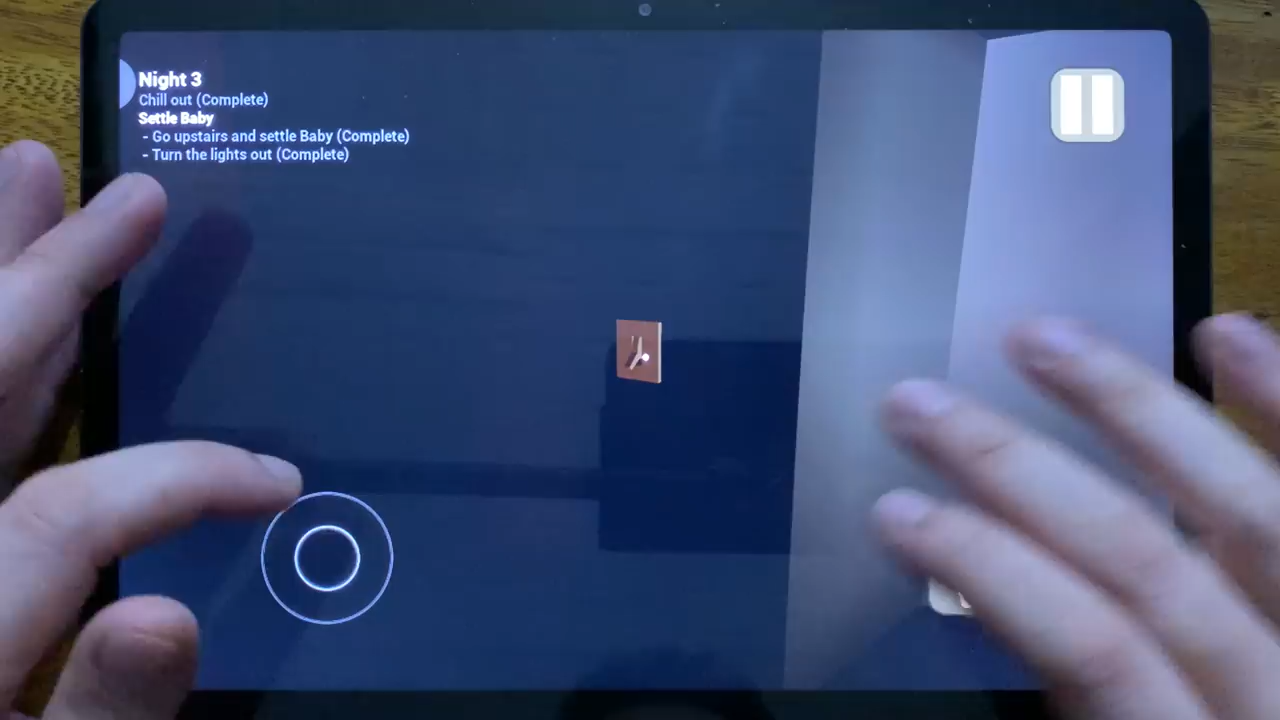 Night 3
Chill out (Complete)
Settle Baby
- Go upstairs and settle Baby (Complete)
- Turn the lights out (Complete)